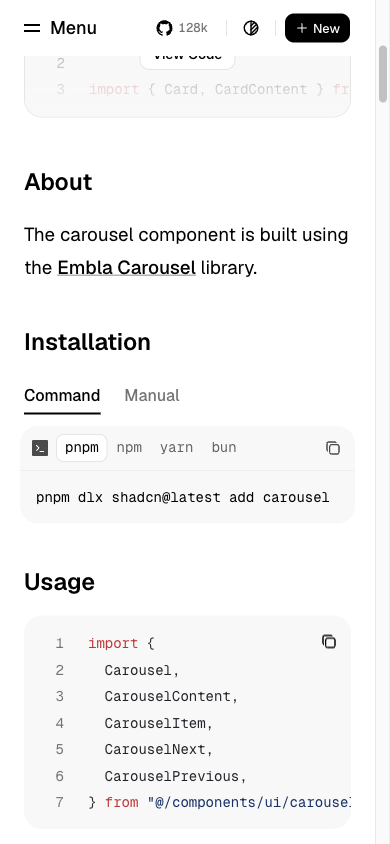 Menu 128k + New
View Code
2
3 import { Card, CardContent } fr
About
The carousel component is built using
the Embla Carousel library.
Installation
Command Manual
pnpm npm yarn bun
pnpm dlx shadcn@latest add carousel
Usage
1 import {
2 Carousel,
3 CarouselContent,
4 CarouselItem,
5 CarouselNext,
6 CarouselPrevious,
7 } from "@/components/ui/carousel